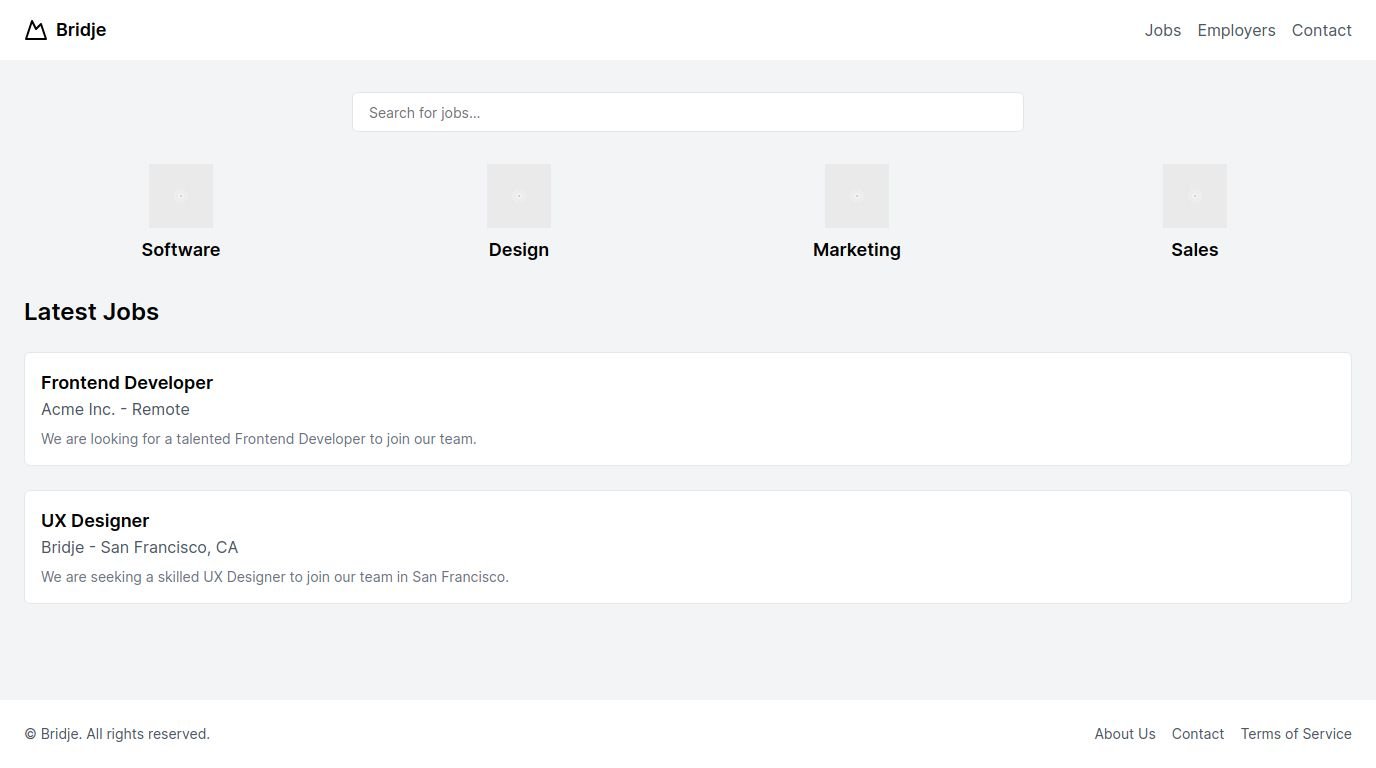 Bridje
Jobs Employers Contact
Search for jobs...
Software
Design
Marketing
Sales
Latest Jobs
Frontend Developer
Acme Inc. - Remote
We are looking for a talented Frontend Developer to join our team.
UX Designer
Bridje - San Francisco, CA
We are seeking a skilled UX Designer to join our team in San Francisco.
© Bridje. All rights reserved.
About Us Contact Terms of Service